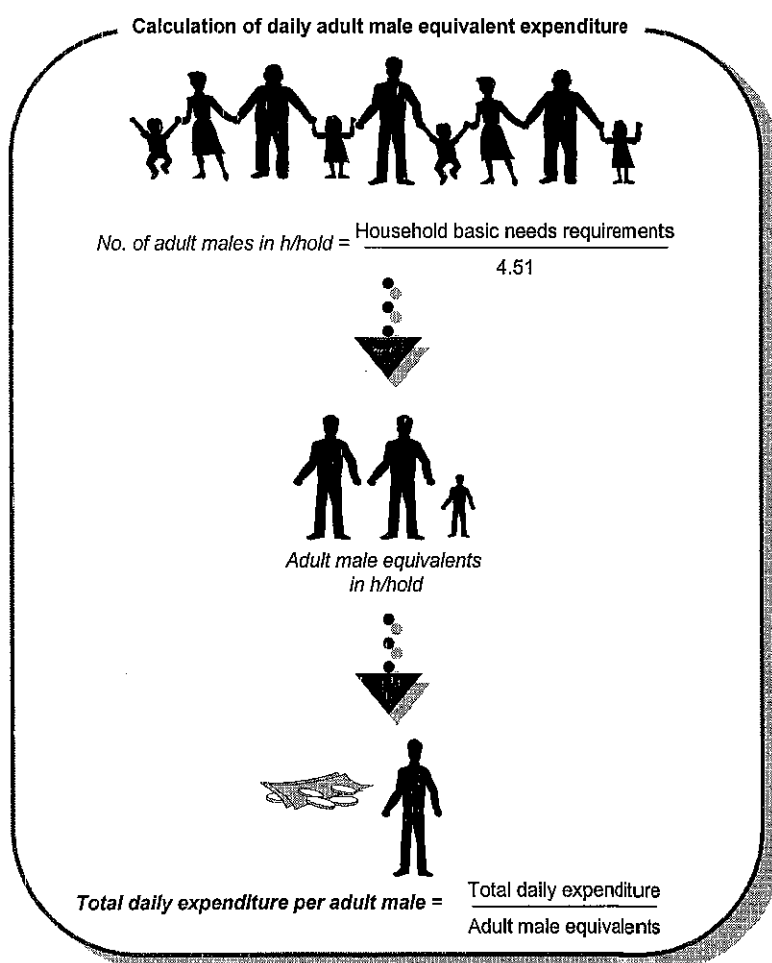 Calculation of daily adult male equivalent expenditure
No. of adult males in h/hold = Household basic needs requirements
4.51
Adult male equivalents
in h/hold
Total daily expenditure per adult male = Total daily expenditure
Adult male equivalents